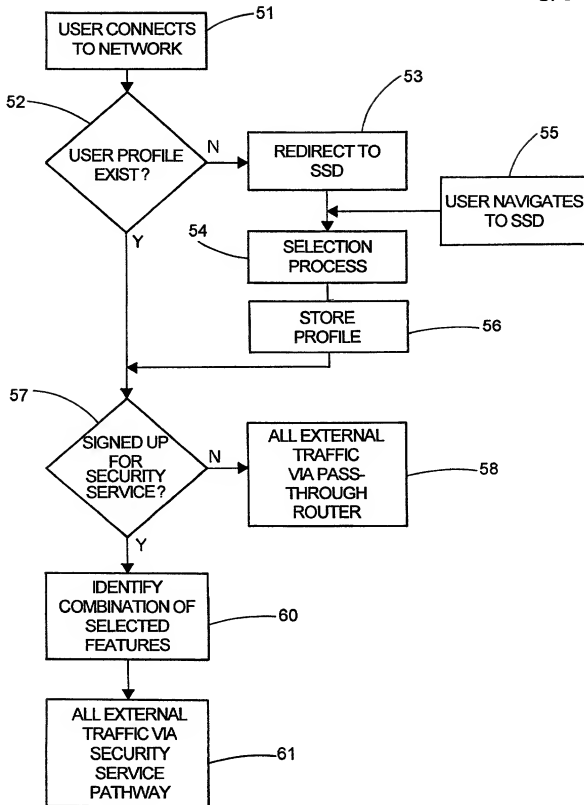 51
USER CONNECTS
TO NETWORK
52
USER PROFILE
EXIST?
N
Y
53
REDIRECT TO
SSD
55
USER NAVIGATES
TO SSD
54
SELECTION
PROCESS
STORE
PROFILE
56
57
SIGNED UP
FOR
SECURITY
SERVICE?
N
Y
ALL EXTERNAL
TRAFFIC
VIA PASS-
THROUGH
ROUTER
58
IDENTIFY
COMBINATION OF
SELECTED
FEATURES
60
ALL EXTERNAL
TRAFFIC VIA
SECURITY
SERVICE
PATHWAY
61